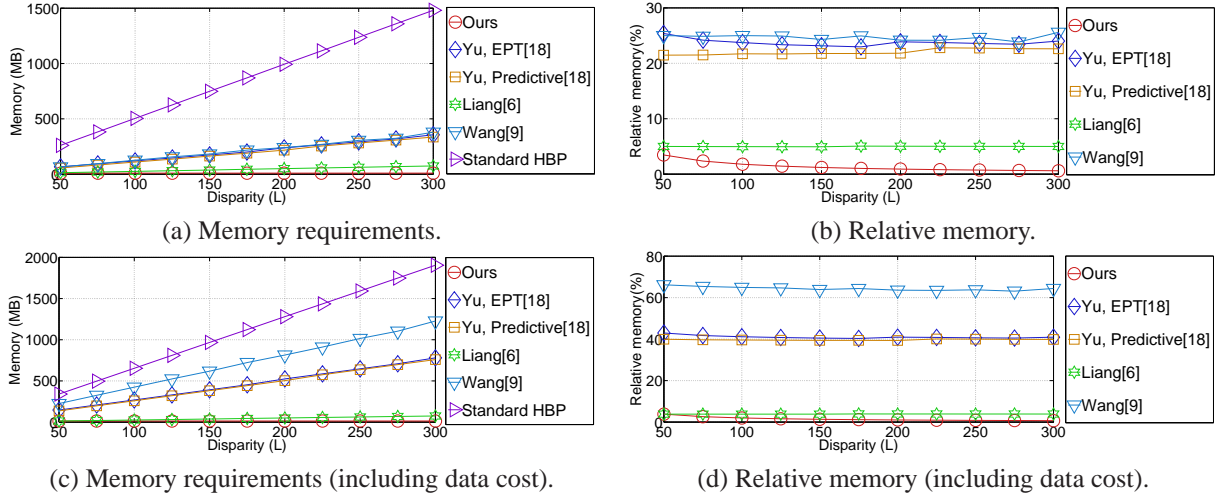 Memory (MB)
1500
1000
500
0
50
100
150
200
250
300
Disparity (L)
Ours
Yu, EPT[18]
Yu, Predictive[18]
Liang[6]
Wang[9]
Standard HBP
(a) Memory requirements.
Relative memory(%)
30
20
10
0
50
100
150
200
250
300
Disparity (L)
Ours
Yu, EPT[18]
Yu, Predictive[18]
Liang[6]
Wang[9]
(b) Relative memory.
Memory (MB)
2000
1500
1000
500
0
50
100
150
200
250
300
Disparity (L)
Ours
Yu, EPT[18]
Yu, Predictive[18]
Liang[6]
Wang[9]
Standard HBP
(c) Memory requirements (including data cost).
Relative memory(%)
80
60
40
20
0
50
100
150
200
250
300
Disparity (L)
Ours
Yu, EPT[18]
Yu, Predictive[18]
Liang[6]
Wang[9]
(d) Relative memory (including data cost).